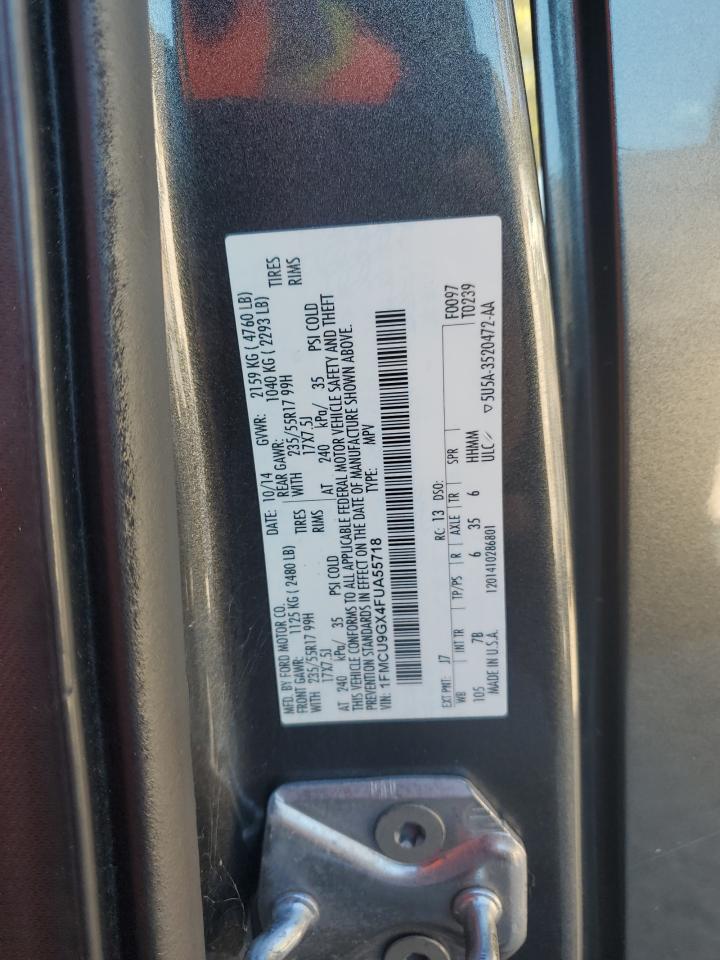 MFD. BY FORD MOTOR CO.
DATE: 10/14 GVWR: 2159 KG ( 4760 LB)
FRONT GAWR: 1125 KG ( 2480 LB) REAR GAWR: 1040 KG ( 2293 LB)
WITH 235/55R17 99H TIRES WITH 235/55R17 99H TIRES
17X7.5J RIMS 17X7.5J RIMS
AT 240 kPa/ 35 PSI COLD AT 240 kPa/ 35 PSI COLD
THIS VEHICLE CONFORMS TO ALL APPLICABLE FEDERAL MOTOR VEHICLE SAFETY AND THEFT
PREVENTION STANDARDS IN EFFECT ON THE DATE OF MANUFACTURE SHOWN ABOVE.
VIN: 1FMCU9GX4FUA55718 TYPE: MPV
F0097
T0239
EXT PNT: J7 RC: 13 DSO:
WB INT TR TP/PS R AXLE TR SPR
105 7B 6 35 6 HHMM
MADE IN U.S.A. 1201410286801 ULC ▽5U5A-3520472-AA